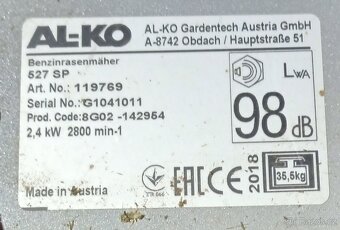 AL-KO
AL-KO Gardentech Austria GmbH
A-8742 Obdach / Hauptstraße 51
Benzinrasenmäher
527 SP
Art. No.: 119769
Serial No.: G1041011
Prod. Code: 8G02 -142954
2,4 kW 2800 min-1
LWA
98 dB
Made in Austria
EAC CE
2018
35,5kg